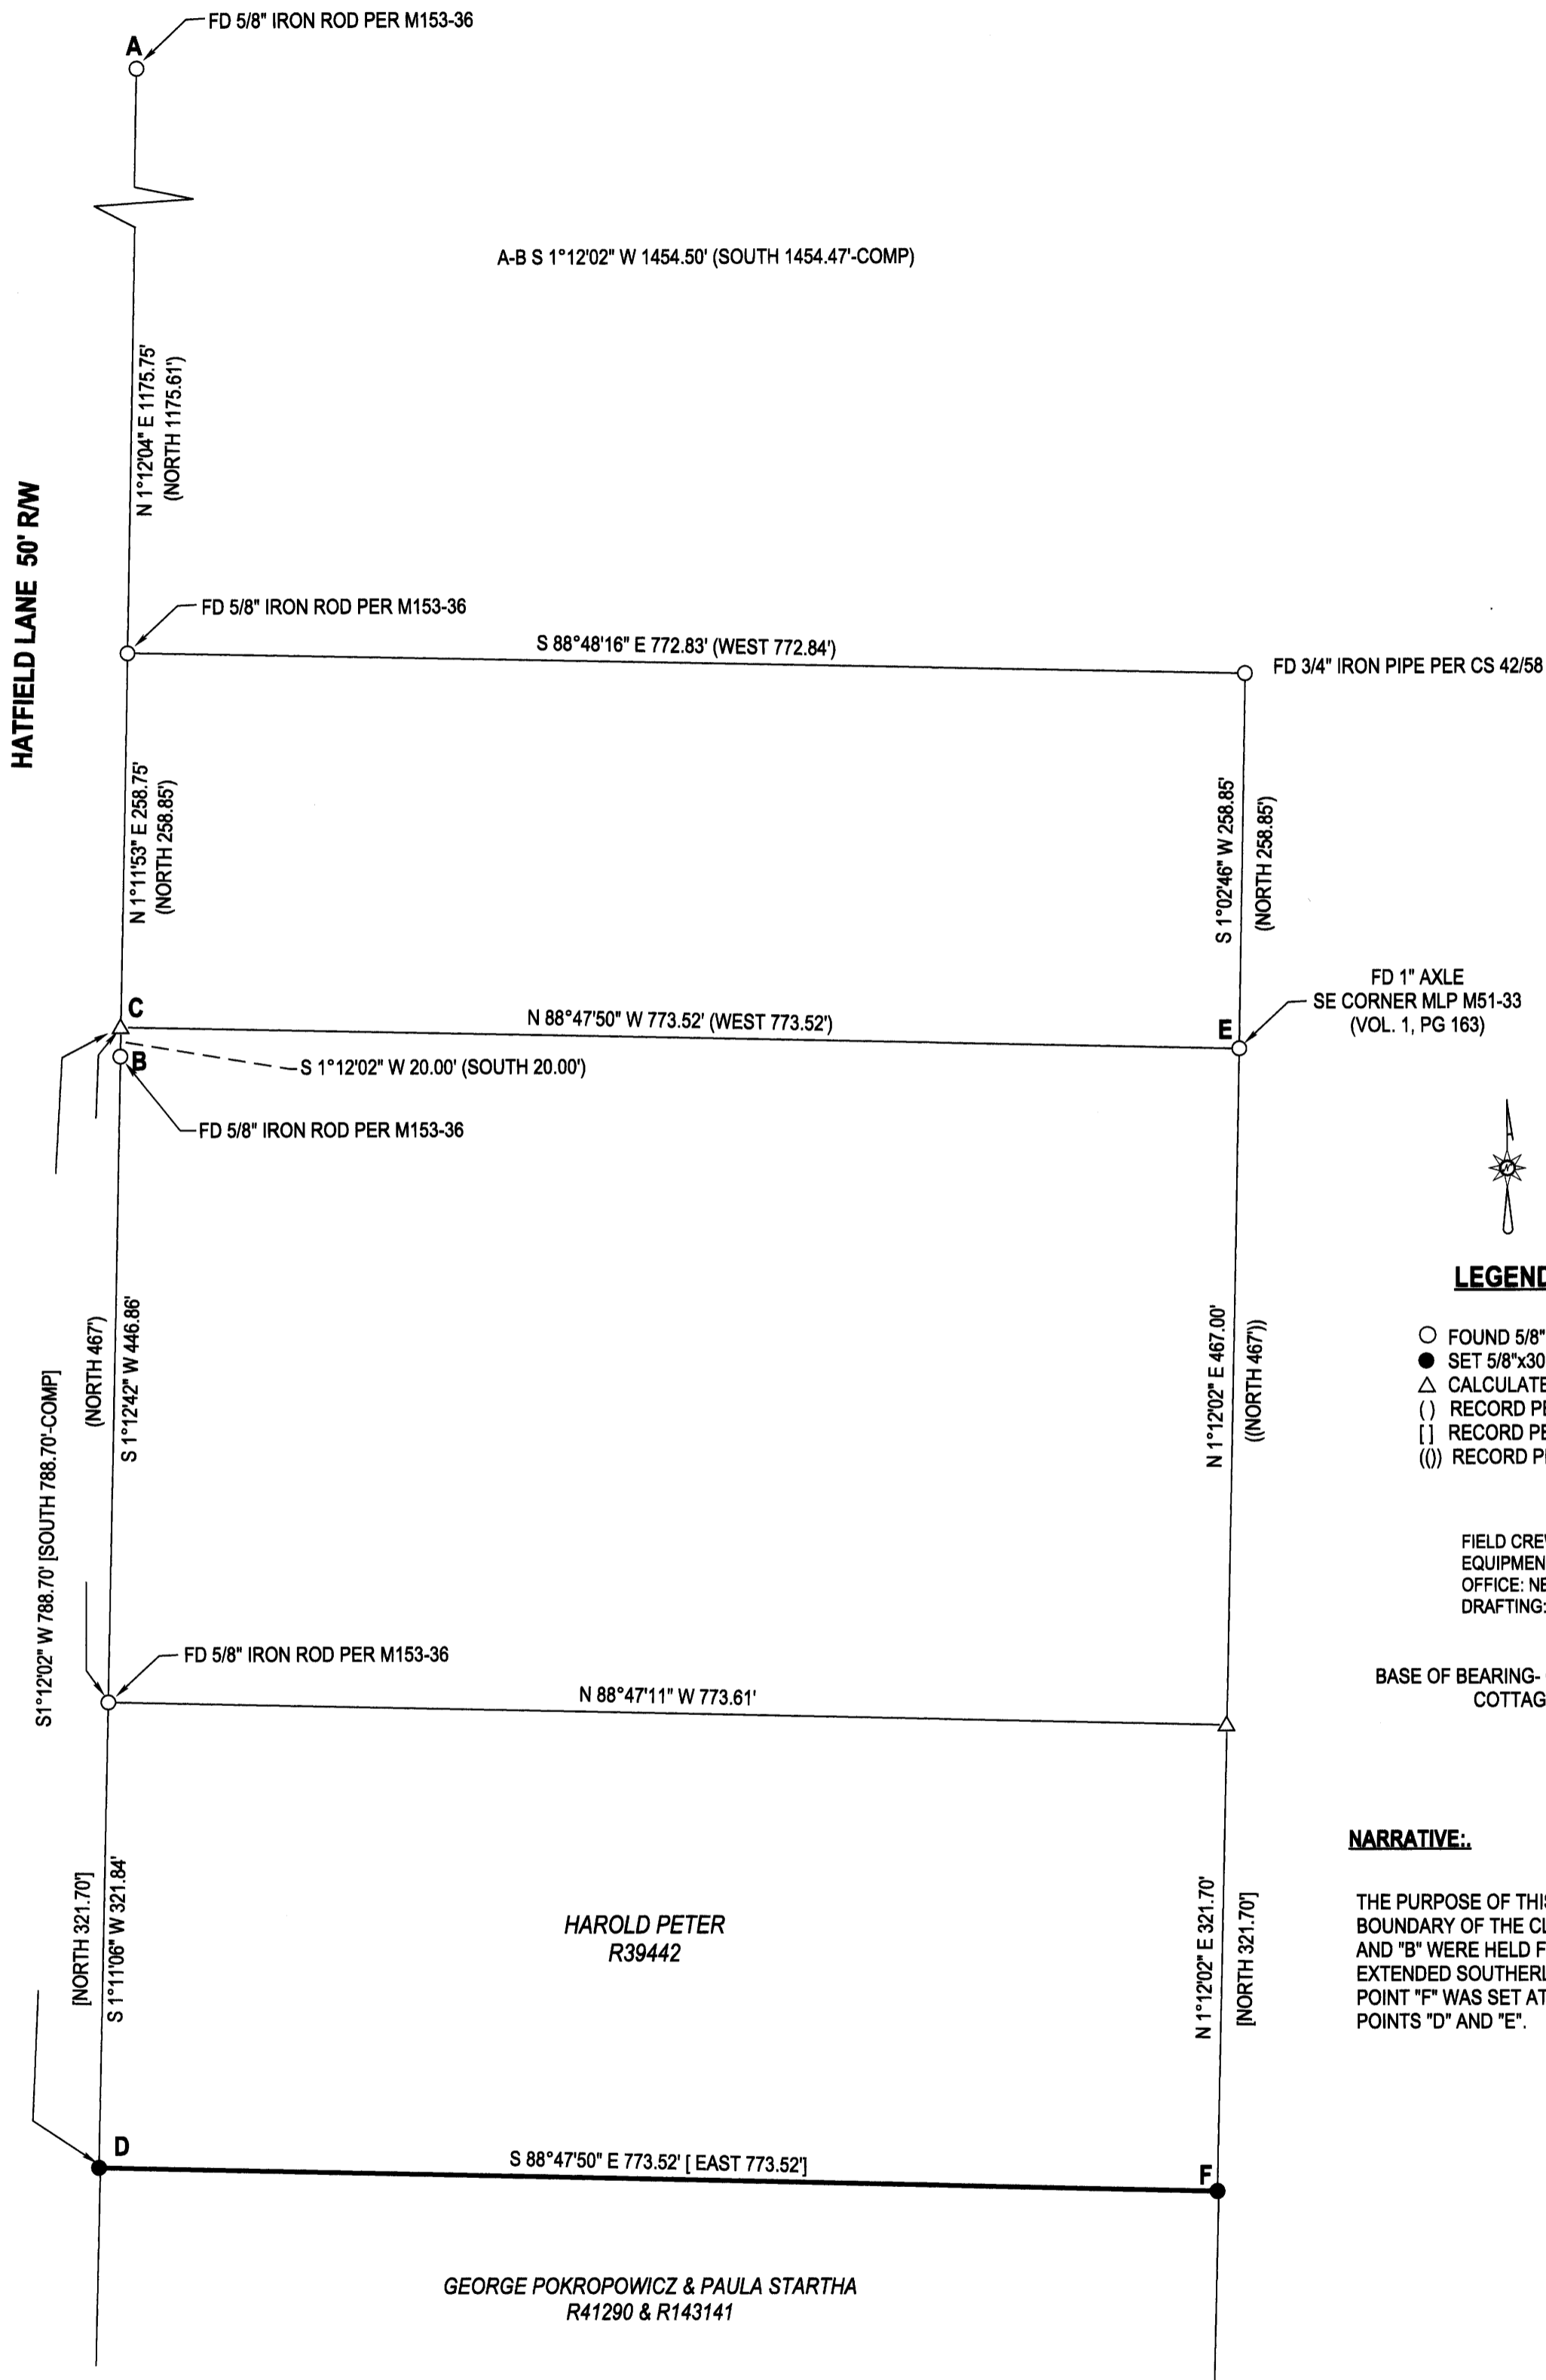 FD 5/8" IRON ROD PER M153-36
A
A-B S 1°12'02" W 1454.50' (SOUTH 1454.47'-COMP)
N 1°12'04" E 1175.75'
(NORTH 1175.61')
HATFIELD LANE 50' R/W
FD 5/8" IRON ROD PER M153-36
S 88°48'16" E 772.83' (WEST 772.84')
FD 3/4" IRON PIPE PER CS 42/58
N 1°11'53" E 258.75'
(NORTH 258.85')
S 1°02'46" W 258.85'
(NORTH 258.85')
FD 1" AXLE
SE CORNER MLP M51-33
(VOL. 1, PG 163)
C
N 88°47'50" W 773.52' (WEST 773.52')
E
B
S 1°12'02" W 20.00' (SOUTH 20.00')
FD 5/8" IRON ROD PER M153-36
LEGEND
FOUND 5/8"
SET 5/8"x30
CALCULATE
( ) RECORD PE
[ ] RECORD PE
(()) RECORD P
(NORTH 467')
S 1°12'42" W 446.86'
N 1°12'02" E 467.00'
((NORTH 467'))
S1°12'02" W 788.70' [SOUTH 788.70'-COMP]
FIELD CREW
EQUIPMEN
OFFICE: NE
DRAFTING:
FD 5/8" IRON ROD PER M153-36
N 88°47'11" W 773.61'
BASE OF BEARING-
COTTAG
NARRATIVE:.
THE PURPOSE OF THIS
BOUNDARY OF THE CL
AND "B" WERE HELD F
EXTENDED SOUTHERL
POINT "F" WAS SET AT
POINTS "D" AND "E".
[NORTH 321.70']
S 1°11'06" W 321.84'
HAROLD PETER
R39442
N 1°12'02" E 321.70'
[NORTH 321.70']
D
S 88°47'50" E 773.52' [ EAST 773.52']
F
GEORGE POKROPOWICZ & PAULA STARTHA
R41290 & R143141